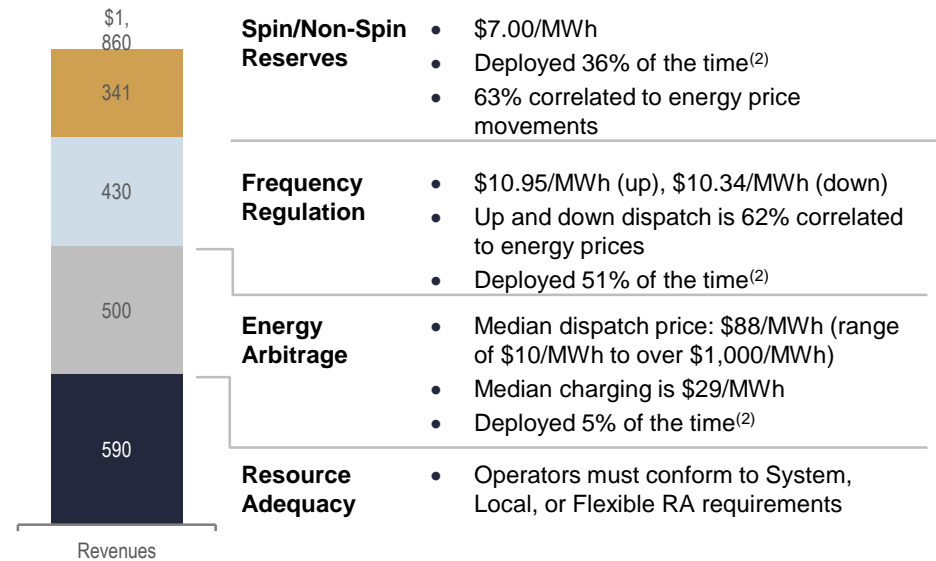 $1,
860
341
430
500
590
Revenues
Spin/Non-Spin
Reserves
• $7.00/MWh
• Deployed 36% of the time(2)
• 63% correlated to energy price
movements
Frequency
Regulation
• $10.95/MWh (up), $10.34/MWh (down)
• Up and down dispatch is 62% correlated
to energy prices
• Deployed 51% of the time(2)
Energy
Arbitrage
• Median dispatch price: $88/MWh (range
of $10/MWh to over $1,000/MWh)
• Median charging is $29/MWh
• Deployed 5% of the time(2)
Resource
Adequacy
• Operators must conform to System,
Local, or Flexible RA requirements